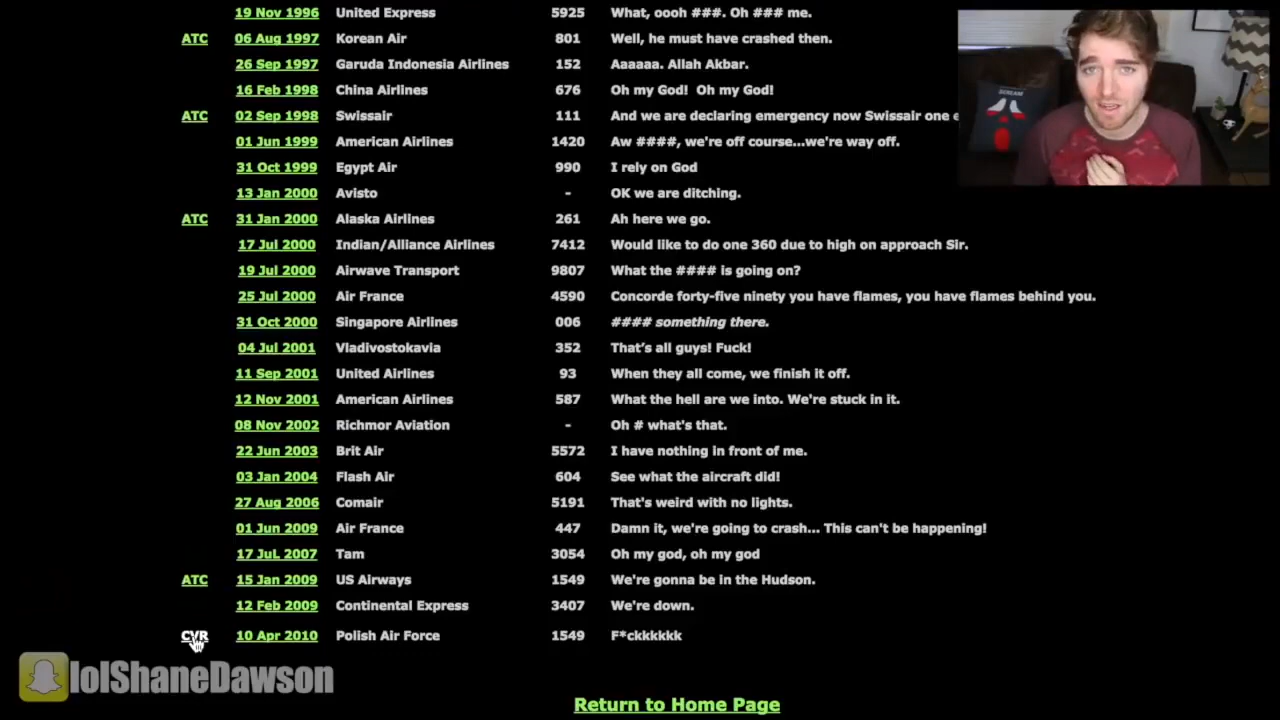 19 Nov 1996 United Express 5925 What, oooh ###. Oh ### me.
ATC 06 Aug 1997 Korean Air 801 Well, he must have crashed then.
26 Sep 1997 Garuda Indonesia Airlines 152 Aaaaa. Allah Akbar.
16 Feb 1998 China Airlines 676 Oh my God! Oh my God!
ATC 02 Sep 1998 Swissair 111 And we are declaring emergency now Swissair one
01 Jun 1999 American Airlines 1420 Aw ####, we're off course...we're way off.
31 Oct 1999 Egypt Air 990 I rely on God
13 Jan 2000 Avisto - OK we are ditching.
ATC 31 Jan 2000 Alaska Airlines 261 Ah here we go.
17 Jul 2000 Indian/Alliance Airlines 7412 Would like to do one 360 due to high on approach Sir.
19 Jul 2000 Airwave Transport 9807 What the #### is going on?
25 Jul 2000 Air France 4590 Concorde forty-five ninety you have flames, you have flames behind you.
31 Oct 2000 Singapore Airlines 006 #### something there.
04 Jul 2001 Vladivostokavia 352 That's all guys! Fuck!
11 Sep 2001 United Airlines 93 When they all come, we finish it off.
12 Nov 2001 American Airlines 587 What the hell are we into. We're stuck in it.
08 Nov 2002 Richmor Aviation - Oh # what's that.
22 Jun 2003 Brit Air 5572 I have nothing in front of me.
03 Jan 2004 Flash Air 604 See what the aircraft did!
27 Aug 2006 Comair 5191 That's weird with no lights.
01 Jun 2009 Air France 447 Damn it, we're going to crash... This can't be happening!
17 JuL 2007 Tam 3054 Oh my god, oh my god
ATC 15 Jan 2009 US Airways 1549 We're gonna be in the Hudson.
12 Feb 2009 Continental Express 3407 We're down.
CVR 10 Apr 2010 Polish Air Force 1549 F*ckkkkkk
lolShaneDawson
Return to Home Page
SCREAM